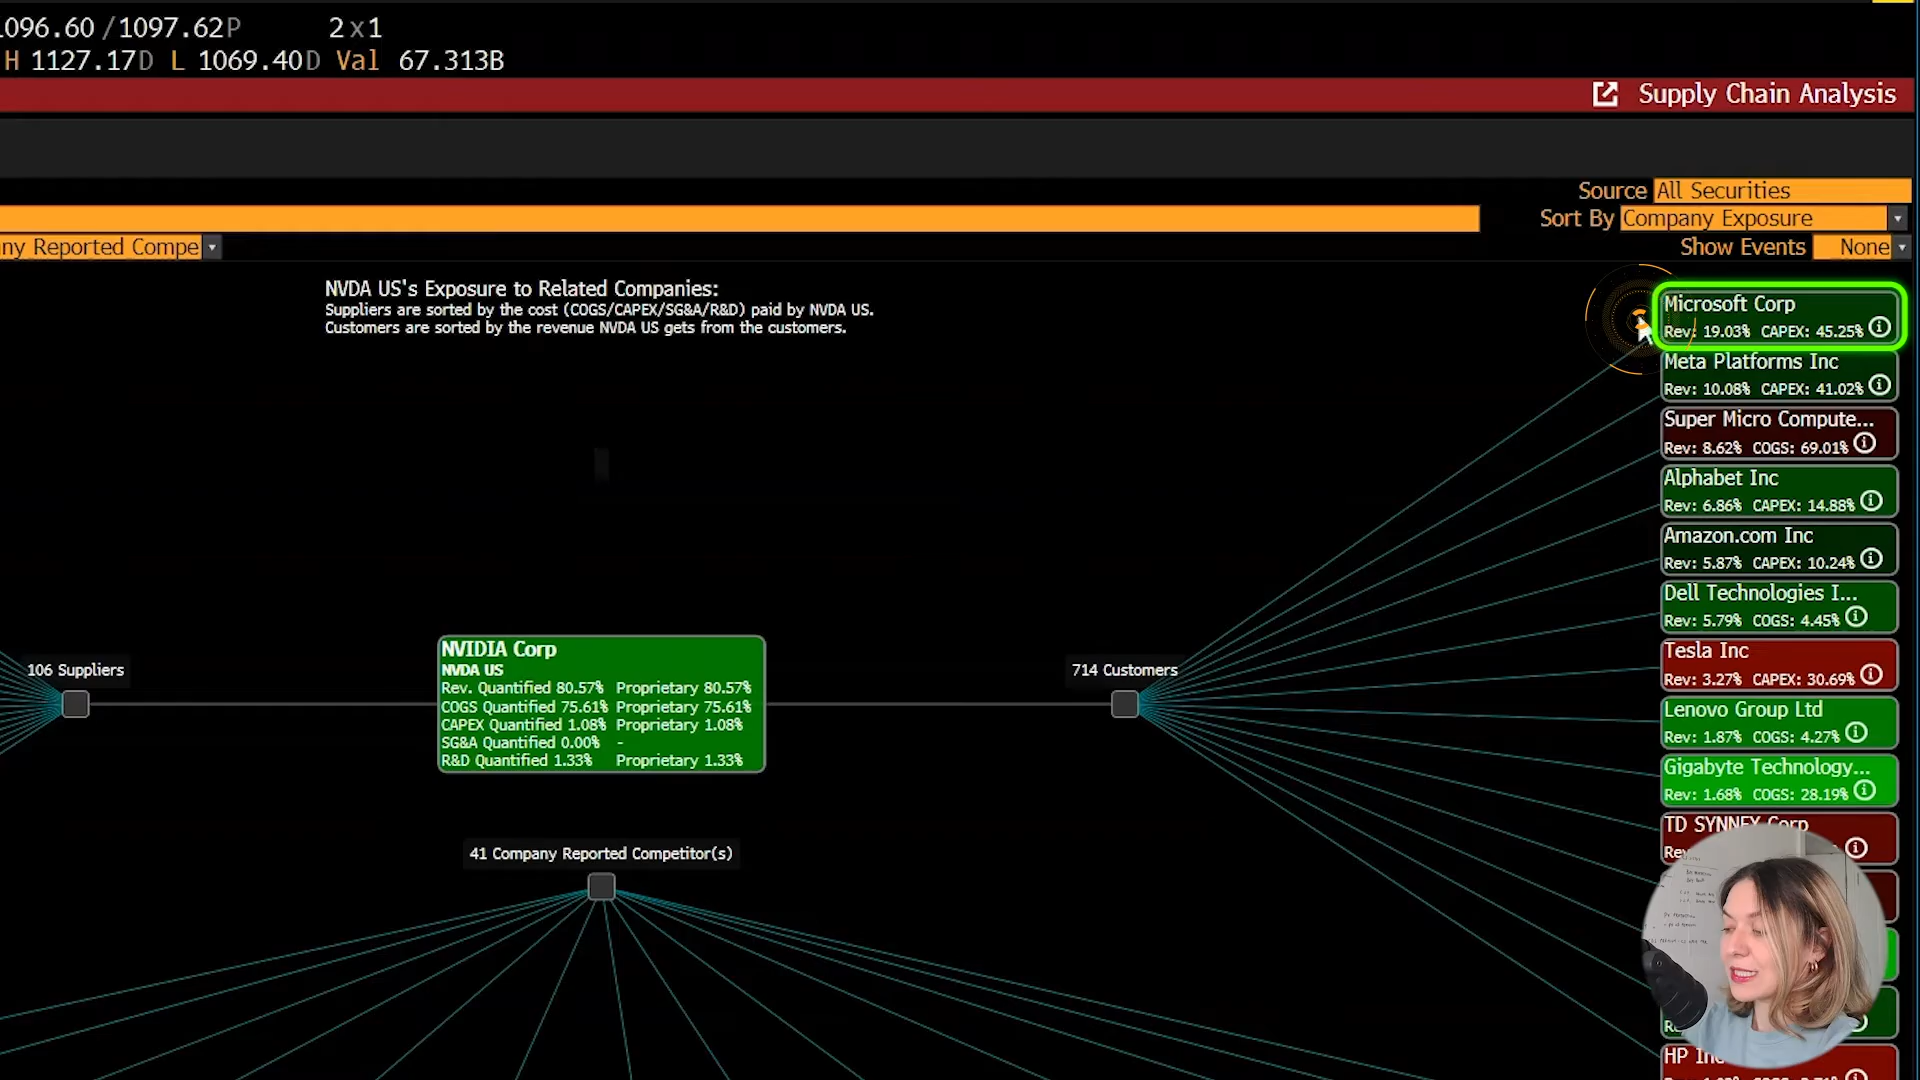 1096.60 /1097.62P 2x1
H 1127.17D L 1069.40D Val 67.313B
Supply Chain Analysis
Source All Securities
Sort By Company Exposure
ny Reported Compe
Show Events None
NVDA US's Exposure to Related Companies:
Suppliers are sorted by the cost (COGS/CAPEX/SG&A/R&D) paid by NVDA US.
Customers are sorted by the revenue NVDA US gets from the customers.
Microsoft Corp
Rev: 19.03% CAPEX: 45.25%
Meta Platforms Inc
Rev: 10.08% CAPEX: 41.02%
Super Micro Compute...
Rev: 8.62% COGS: 69.01%
Alphabet Inc
Rev: 6.86% CAPEX: 14.88%
Amazon.com Inc
Rev: 5.87% CAPEX: 10.24%
Dell Technologies I...
Rev: 5.79% COGS: 4.45%
Tesla Inc
Rev: 3.27% CAPEX: 30.69%
Lenovo Group Ltd
Rev: 1.87% COGS: 4.27%
Gigabyte Technology...
Rev: 1.68% COGS: 28.19%
TD SYNNEX Corp
HP Inc
106 Suppliers
NVIDIA Corp
NVDA US
Rev. Quantified 80.57% Proprietary 80.57%
COGS Quantified 75.61% Proprietary 75.61%
CAPEX Quantified 1.08% Proprietary 1.08%
SG&A Quantified 0.00% -
R&D Quantified 1.33% Proprietary 1.33%
714 Customers
41 Company Reported Competitor(s)